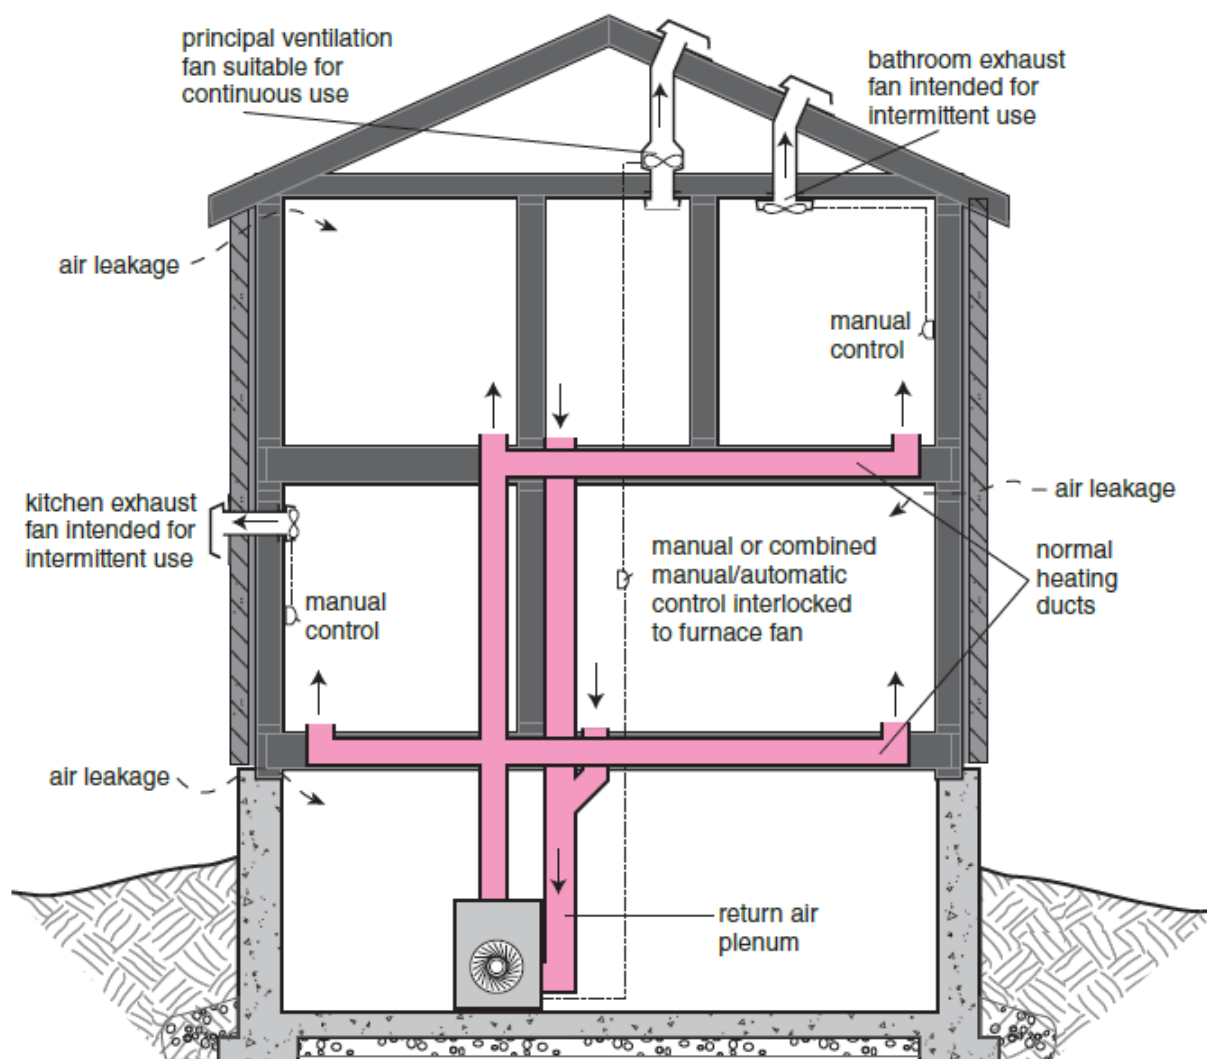 principal ventilation
fan suitable for
continuous use
bathroom exhaust
fan intended for
intermittent use
air leakage
manual
control
kitchen exhaust
fan intended for
intermittent use
air leakage
manual or combined
manual/automatic
control interlocked
to furnace fan
normal
heating
ducts
manual
control
air leakage
return air
plenum